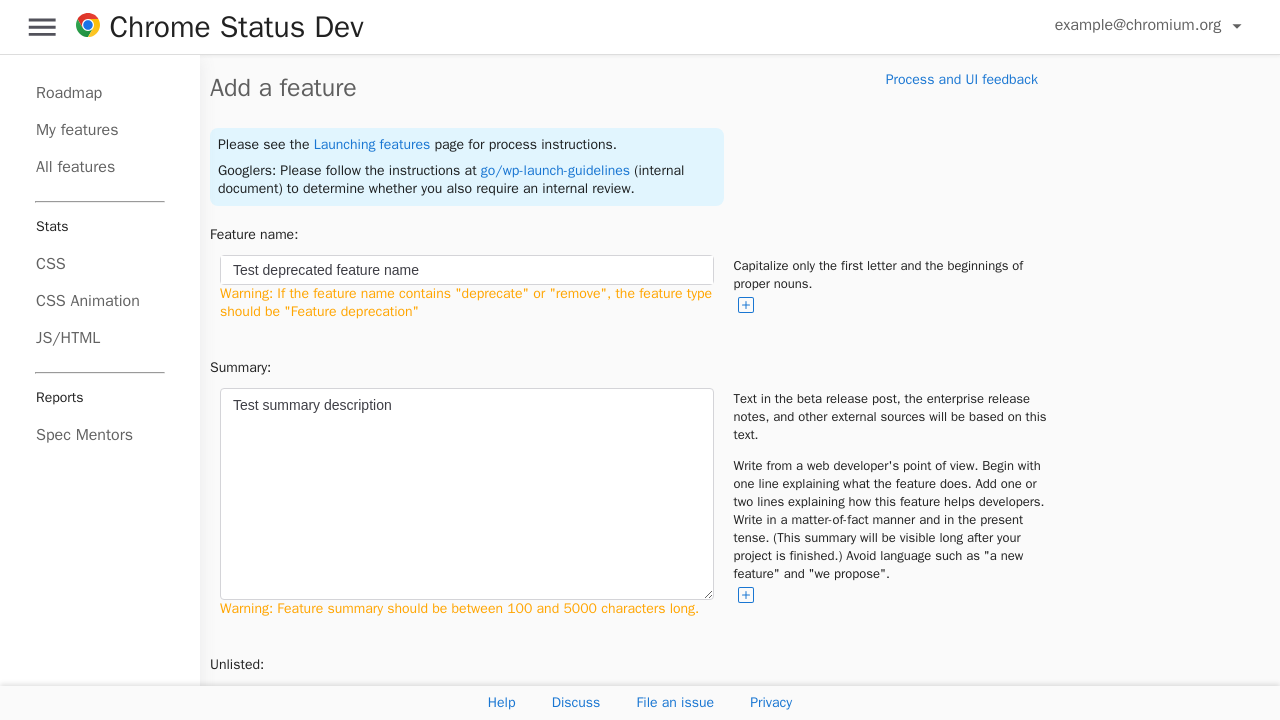 Chrome Status Dev
example@chromium.org
Roadmap
My features
All features
Stats
CSS
CSS Animation
JS/HTML
Reports
Spec Mentors
Add a feature
Process and UI feedback
Please see the Launching features page for process instructions.
Googlers: Please follow the instructions at go/wp-launch-guidelines (internal
document) to determine whether you also require an internal review.
Feature name:
Test deprecated feature name
Warning: If the feature name contains "deprecate" or "remove", the feature type
should be "Feature deprecation"
Capitalize only the first letter and the beginnings of
proper nouns.
Summary:
Test summary description
Warning: Feature summary should be between 100 and 5000 characters long.
Text in the beta release post, the enterprise release
notes, and other external sources will be based on this
text.
Write from a web developer's point of view. Begin with
one line explaining what the feature does. Add one or
two lines explaining how this feature helps developers.
Write in a matter-of-fact manner and in the present
tense. (This summary will be visible long after your
project is finished.) Avoid language such as "a new
feature" and "we propose".
Unlisted:
Help
Discuss
File an issue
Privacy